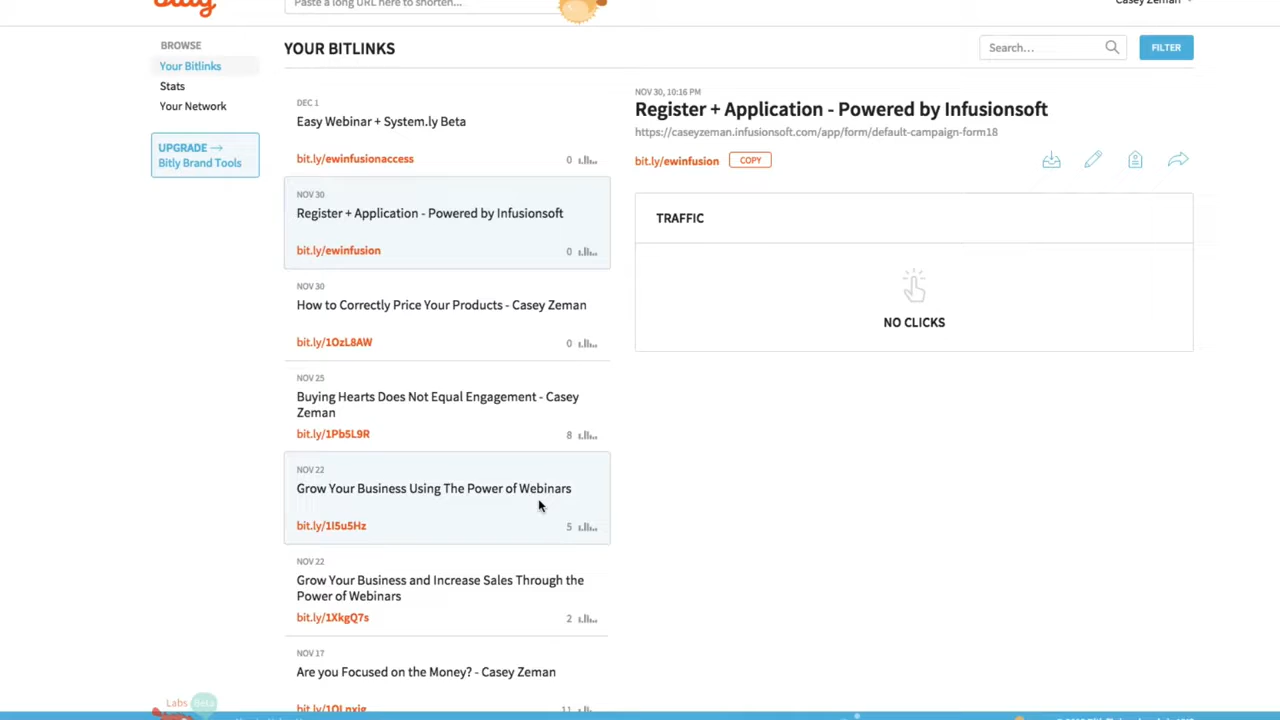 bitly
Paste a long URL here to shorten...
Casey Zeman
BROWSE
Your Bitlinks
Stats
Your Network
UPGRADE →
Bitly Brand Tools
YOUR BITLINKS
Search...
FILTER
DEC 1
Easy Webinar + System.ly Beta
bit.ly/ewinfusionaccess
0
NOV 30
Register + Application - Powered by Infusionsoft
bit.ly/ewinfusion
0
NOV 30
How to Correctly Price Your Products - Casey Zeman
bit.ly/1OzL8AW
0
NOV 25
Buying Hearts Does Not Equal Engagement - Casey
Zeman
bit.ly/1Pb5L9R
8
NOV 22
Grow Your Business Using The Power of Webinars
bit.ly/1I5u5Hz
5
NOV 22
Grow Your Business and Increase Sales Through the
Power of Webinars
bit.ly/1XkgQ7s
2
NOV 17
Are you Focused on the Money? - Casey Zeman
11
NOV 30, 10:16 PM
Register + Application - Powered by Infusionsoft
https://caseyzeman.infusionsoft.com/app/form/default-campaign-form18
bit.ly/ewinfusion
COPY
TRAFFIC
NO CLICKS
Labs Beta